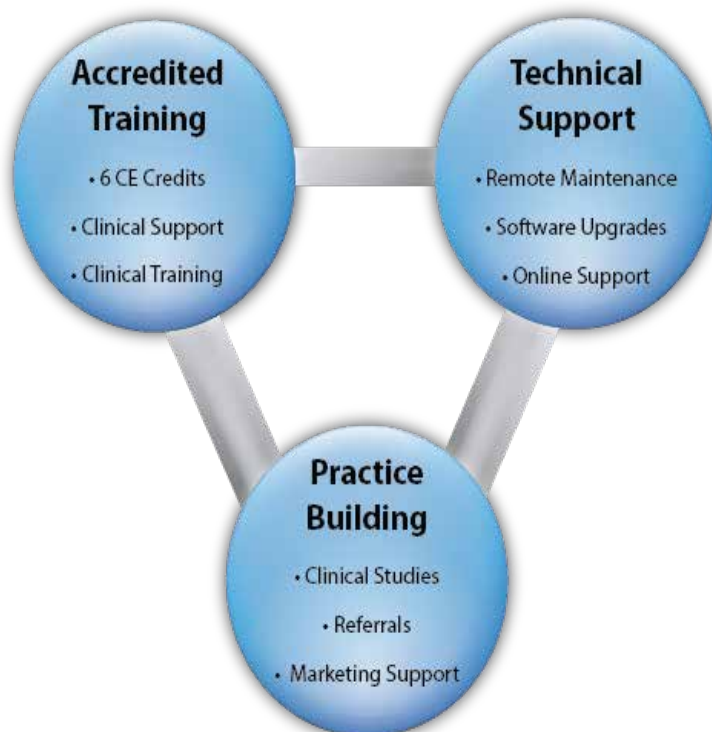 Accredited
Training
• 6 CE Credits
• Clinical Support
• Clinical Training
Technical
Support
• Remote Maintenance
• Software Upgrades
• Online Support
Practice
Building
• Clinical Studies
• Referrals
• Marketing Support